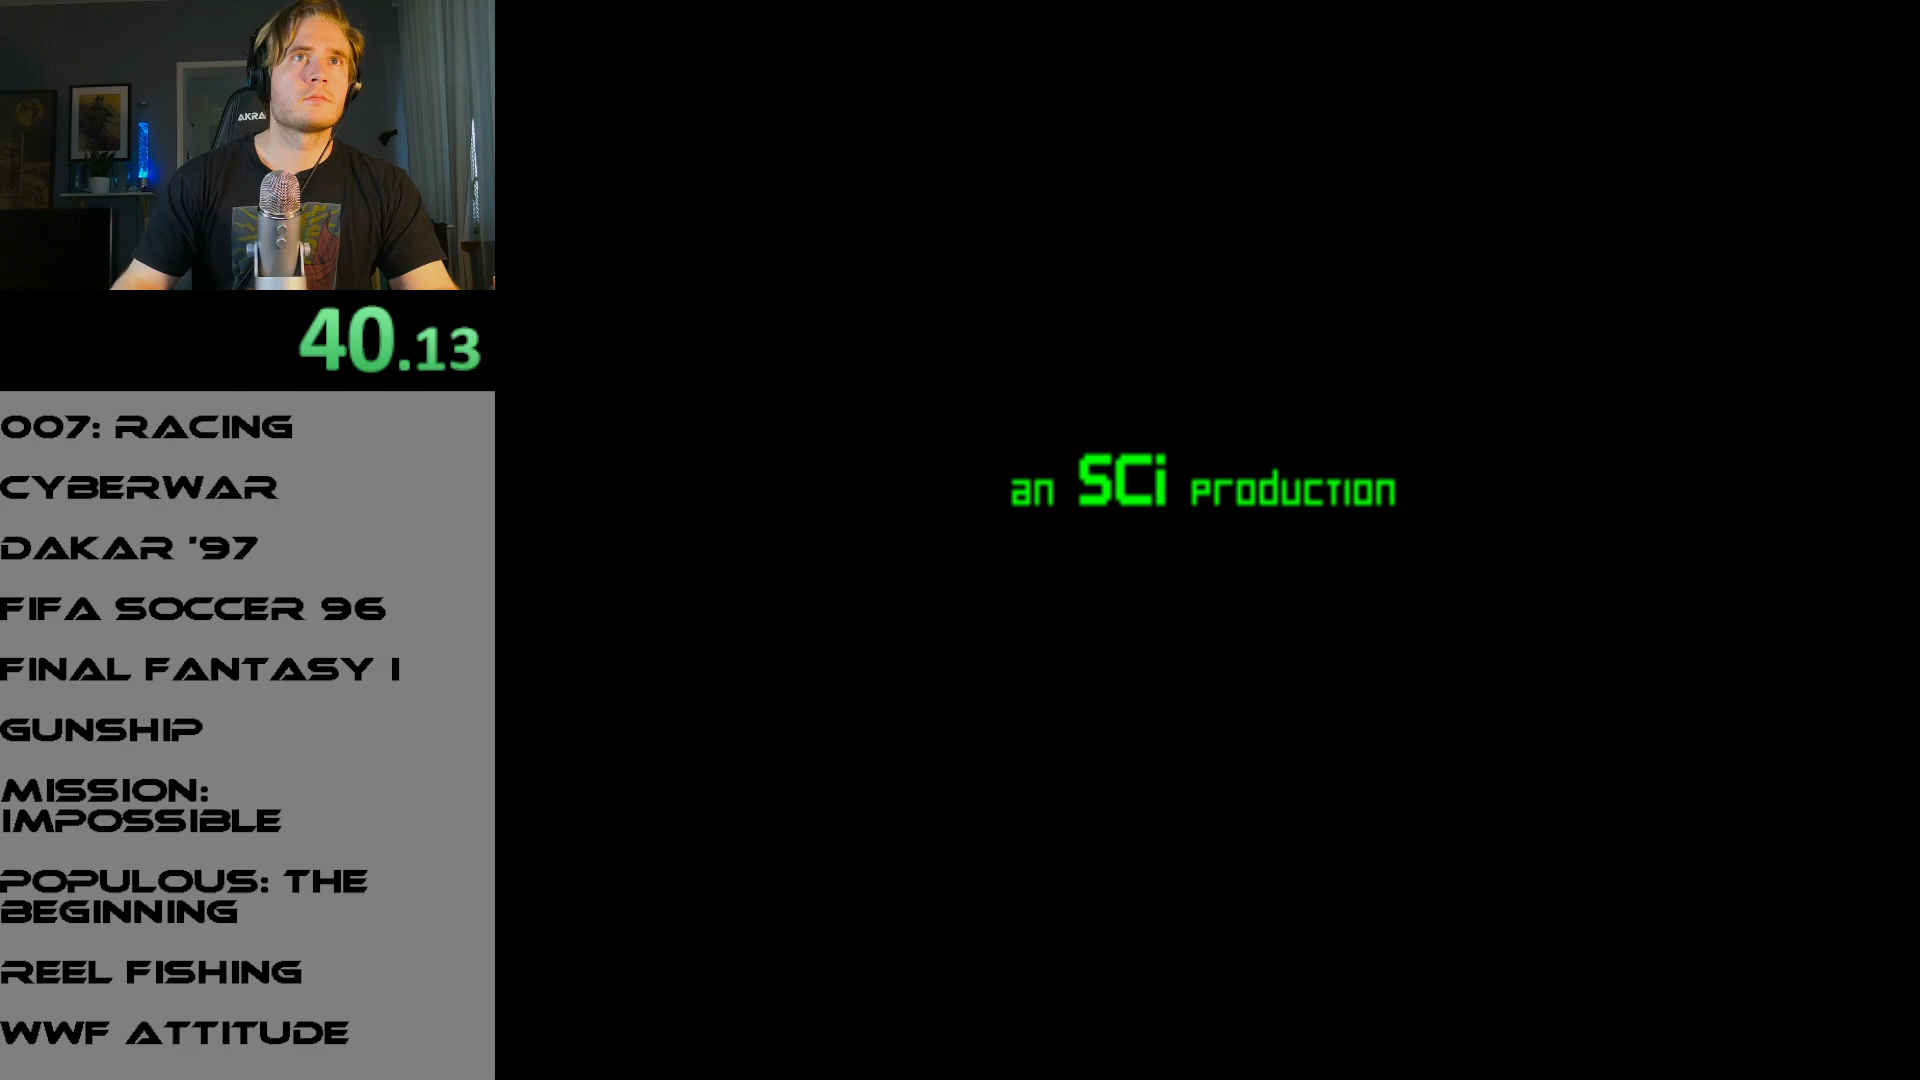 AKRA
40.13
007: RACING
CYBERWAR
DAKAR '97
FIFA SOCCER 96
FINAL FANTASY I
GUNSHIP
MISSION:
IMPOSSIBLE
POPULOUS: THE
BEGINNING
REEL FISHING
WWF ATTITUDE
an SCi production